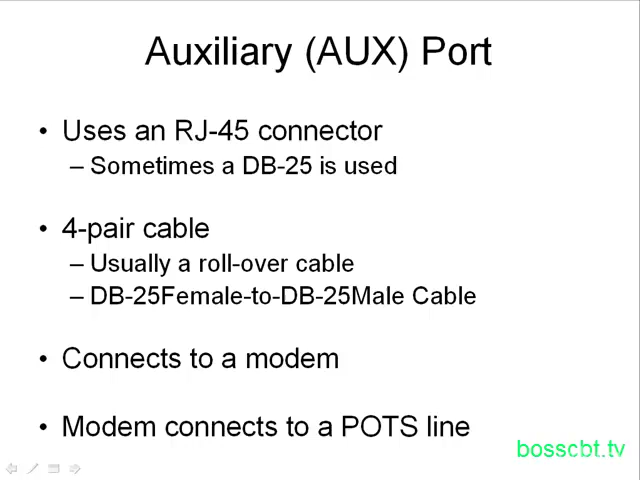 Auxiliary (AUX) Port
• Uses an RJ-45 connector
– Sometimes a DB-25 is used
• 4-pair cable
– Usually a roll-over cable
– DB-25Female-to-DB-25Male Cable
• Connects to a modem
• Modem connects to a POTS line
bosscbt.tv